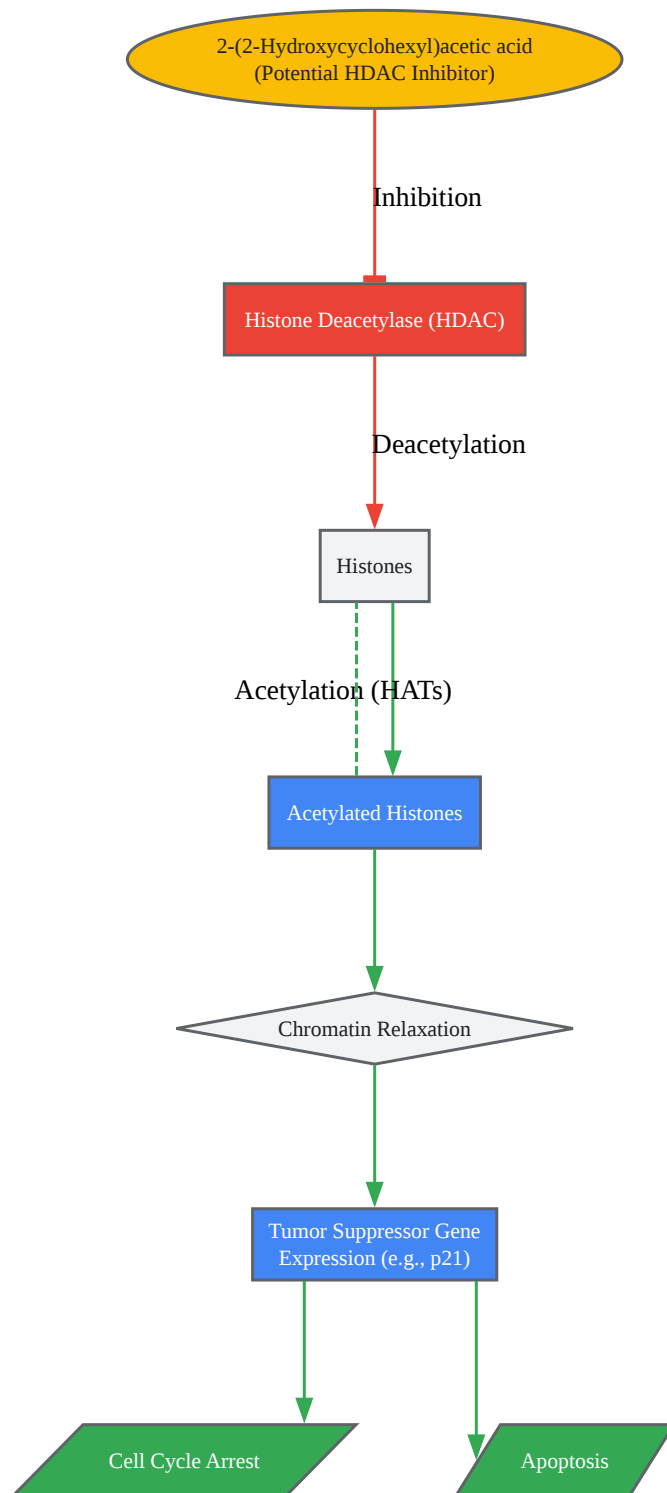 2-(2-Hydroxycyclohexyl)acetic acid
(Potential HDAC Inhibitor)
Inhibition
Histone Deacetylase (HDAC)
Deacetylation
Histones
Acetylation (HATs)
Acetylated Histones
Chromatin Relaxation
Tumor Suppressor Gene
Expression (e.g., p21)
Cell Cycle Arrest
Apoptosis